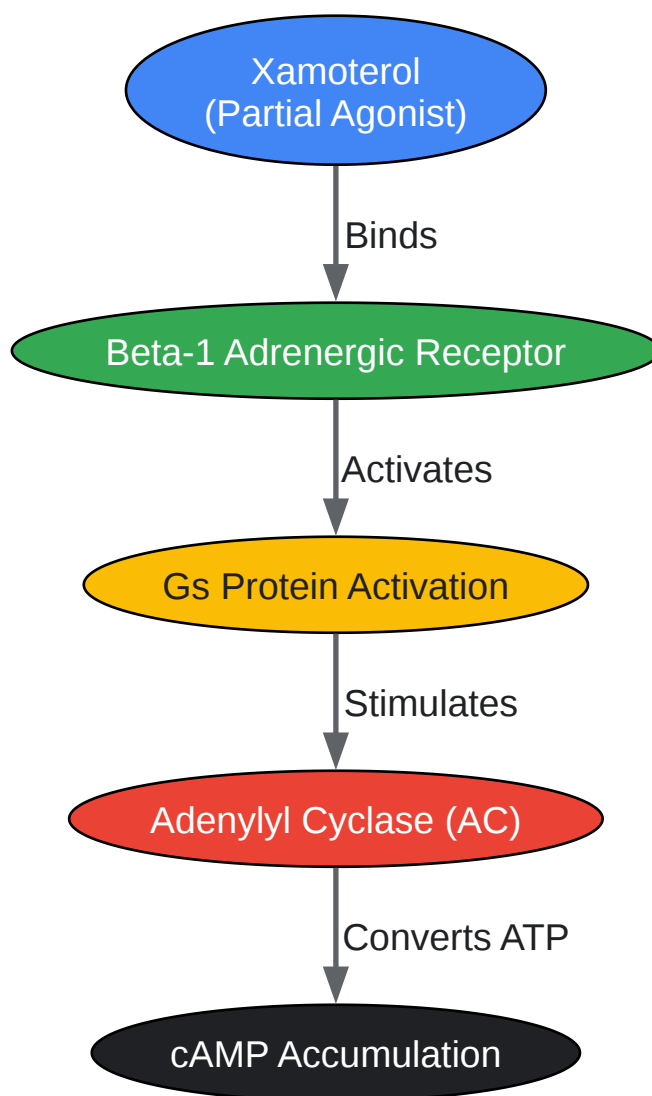 Xamoterol
(Partial Agonist)
Binds
Beta-1 Adrenergic Receptor
Activates
Gs Protein Activation
Stimulates
Adenylyl Cyclase (AC)
Converts ATP
cAMP Accumulation